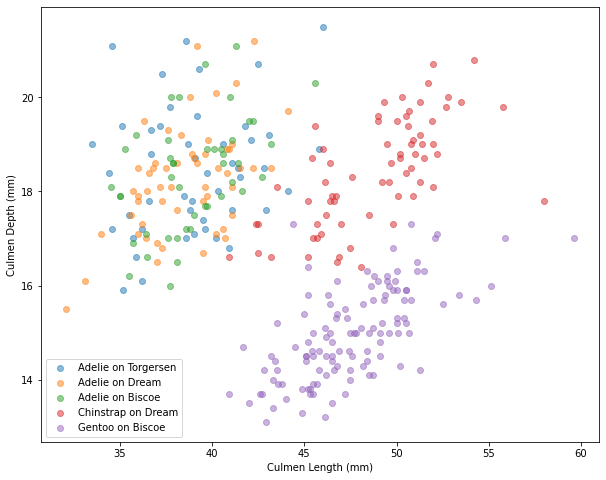 Culmen Depth (mm)
20
18
16
14
Adelie on Torgersen
Adelie on Dream
Adelie on Biscoe
Chinstrap on Dream
Gentoo on Biscoe
35
40
45
50
55
60
Culmen Length (mm)